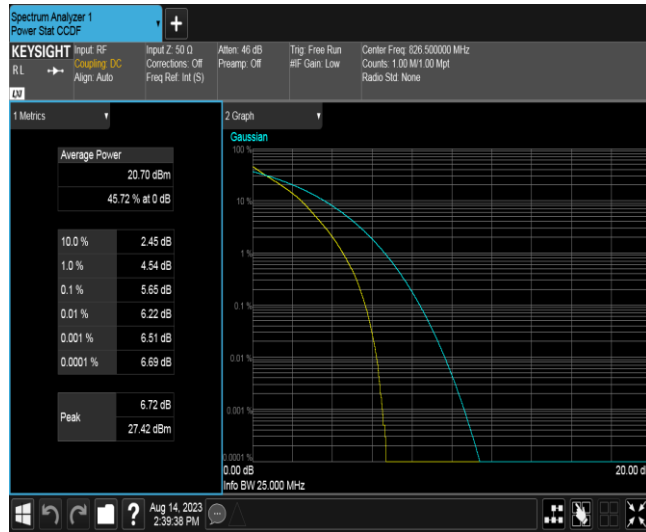 Spectrum Analyzer 1
Power Stat CCDF
KEYSIGHT
RL
LXI
Input: RF
Coupling: DC
Align: Auto
Input Z: 50 Ω
Corrections: Off
Freq Ref: Int (S)
Atten: 46 dB
Preamp: Off
Trig: Free Run
#IF Gain: Low
Center Freq: 826.500000 MHz
Counts: 1.00 M/1.00 Mpt
Radio Std: None
1 Metrics
Average Power
20.70 dBm
45.72 % at 0 dB
10.0 % 2.45 dB
1.0 % 4.54 dB
0.1 % 5.65 dB
0.01 % 6.22 dB
0.001 % 6.51 dB
0.0001 % 6.69 dB
Peak
6.72 dB
27.42 dBm
2 Graph
Gaussian
100 %
10 %
1 %
0.1 %
0.01 %
0.001 %
0.0001 %
0.00 dB
20.00 d
Info BW 25.000 MHz
?
Aug 14, 2023
2:39:38 PM